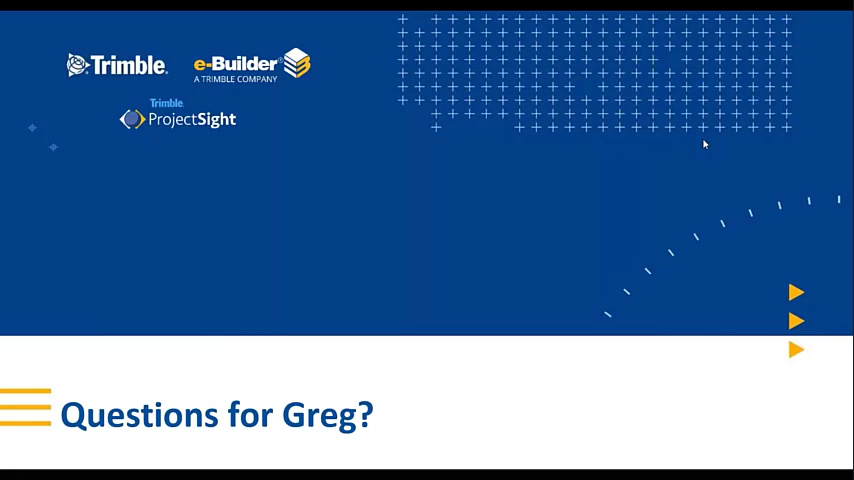 Trimble.
e-Builder®
A TRIMBLE COMPANY
Trimble.
ProjectSight
Questions for Greg?